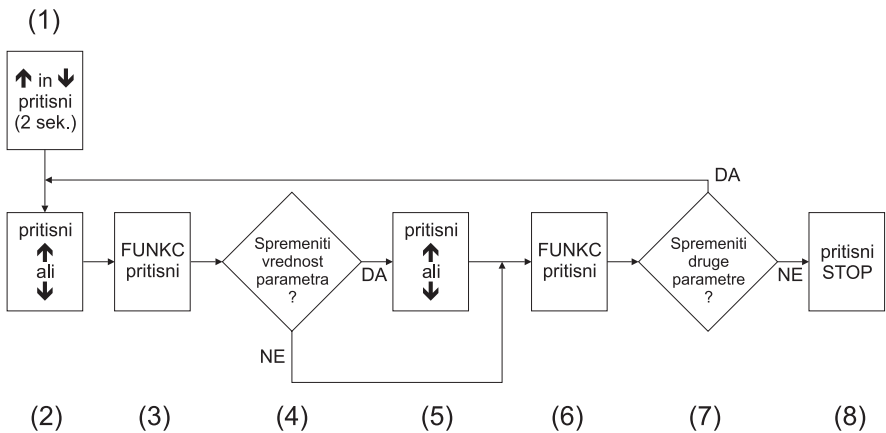 (1)
🡹 in 🡻
pritisni
(2 sek.)
DA
pritisni
🡹
ali
🡻
FUNKC
pritisni
Spremeniti
vrednost
parametra
?
DA
NE
pritisni
🡹
ali
🡻
FUNKC
pritisni
Spremeniti
druge
parametre
?
NE
pritisni
STOP
(2)
(3)
(4)
(5)
(6)
(7)
(8)